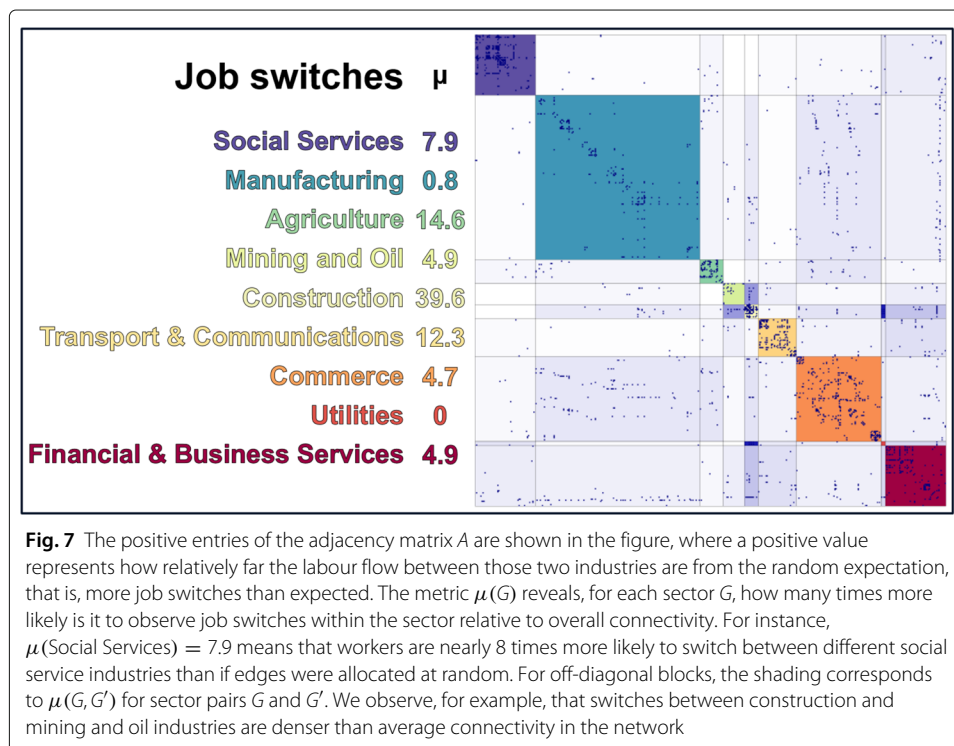 Job switches μ
Social Services 7.9
Manufacturing 0.8
Agriculture 14.6
Mining and Oil 4.9
Construction 39.6
Transport & Communications 12.3
Commerce 4.7
Utilities 0
Financial & Business Services 4.9
Fig. 7 The positive entries of the adjacency matrix A are shown in the figure, where a positive value
represents how relatively far the labour flow between those two industries are from the random expectation,
that is, more job switches than expected. The metric μ(G) reveals, for each sector G, how many times more
likely is it to observe job switches within the sector relative to overall connectivity. For instance,
μ(Social Services) = 7.9 means that workers are nearly 8 times more likely to switch between different social
service industries than if edges were allocated at random. For off-diagonal blocks, the shading corresponds
to μ(G, G′) for sector pairs G and G′. We observe, for example, that switches between construction and
mining and oil industries are denser than average connectivity in the network